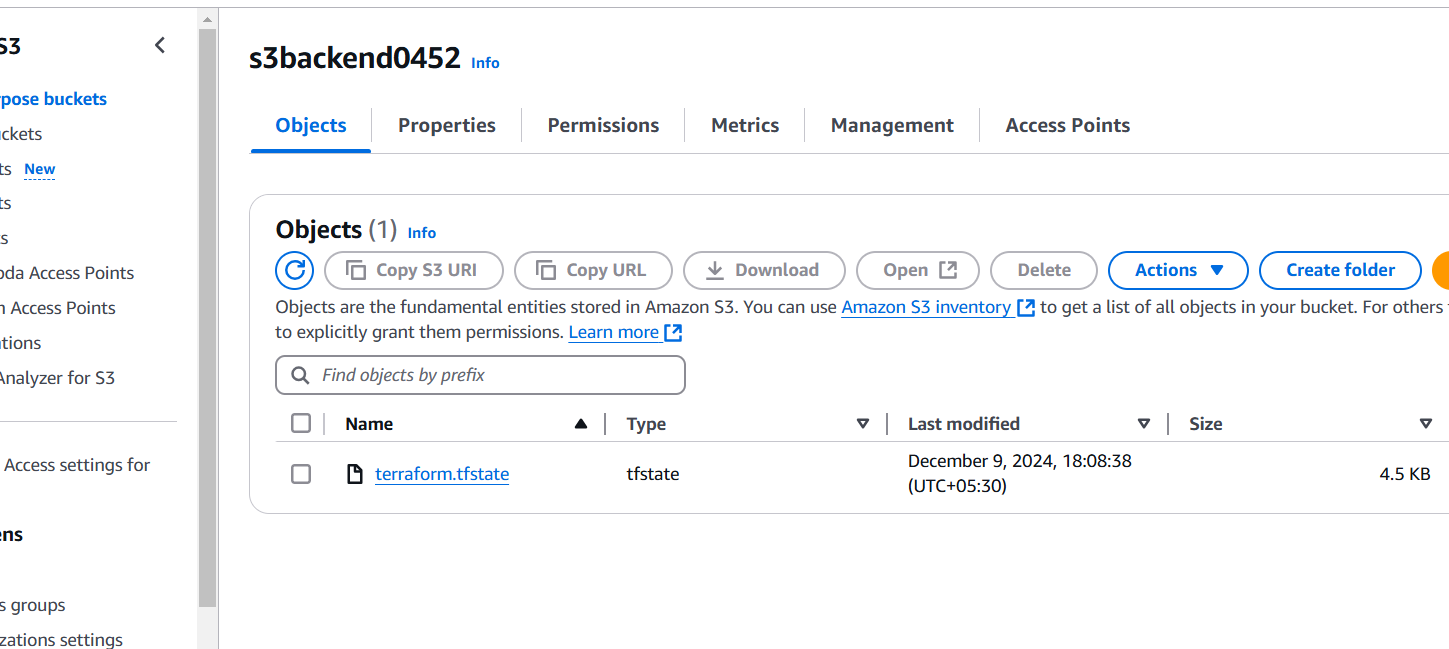 S3
pose buckets
ckets
ts New
ts
s
oda Access Points
n Access Points
ations
Analyzer for S3
Access settings for
ens
s groups
zations settings
s3backend0452 Info
Objects Properties Permissions Metrics Management Access Points
Objects (1) Info
Copy S3 URI Copy URL Download Open Delete Actions Create folder
Objects are the fundamental entities stored in Amazon S3. You can use Amazon S3 inventory to get a list of all objects in your bucket. For others
to explicitly grant them permissions. Learn more
Find objects by prefix
Name Type Last modified Size
terraform.tfstate tfstate December 9, 2024, 18:08:38 4.5 KB
(UTC+05:30)